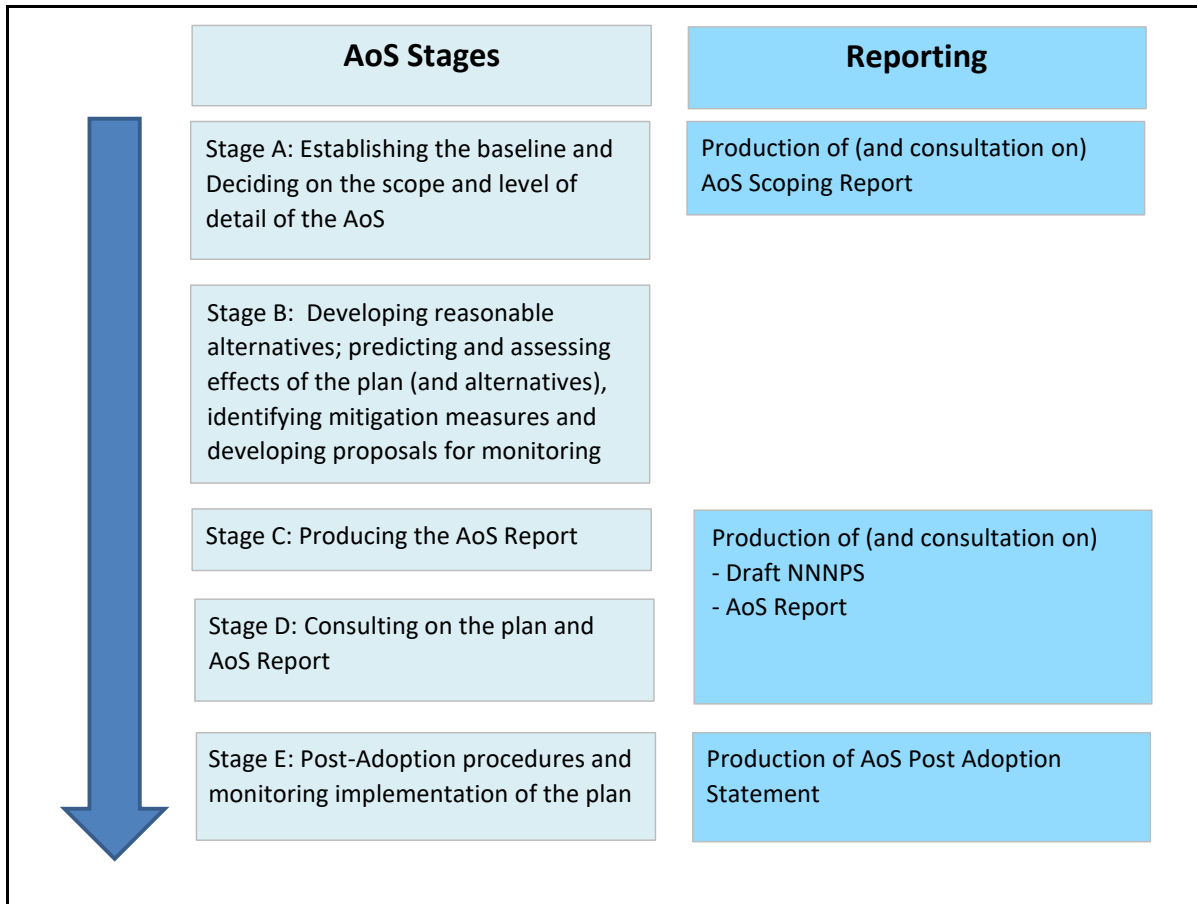 AoS Stages
Reporting
Stage A: Establishing the baseline and
Deciding on the scope and level of
detail of the AoS
Production of (and consultation on)
AoS Scoping Report
Stage B:  Developing reasonable
alternatives; predicting and assessing
effects of the plan (and alternatives),
identifying mitigation measures and
developing proposals for monitoring
Stage C: Producing the AoS Report
Production of (and consultation on)
- Draft NNNPS
- AoS Report
Stage D: Consulting on the plan and
AoS Report
Stage E: Post-Adoption procedures and
monitoring implementation of the plan
Production of AoS Post Adoption
Statement